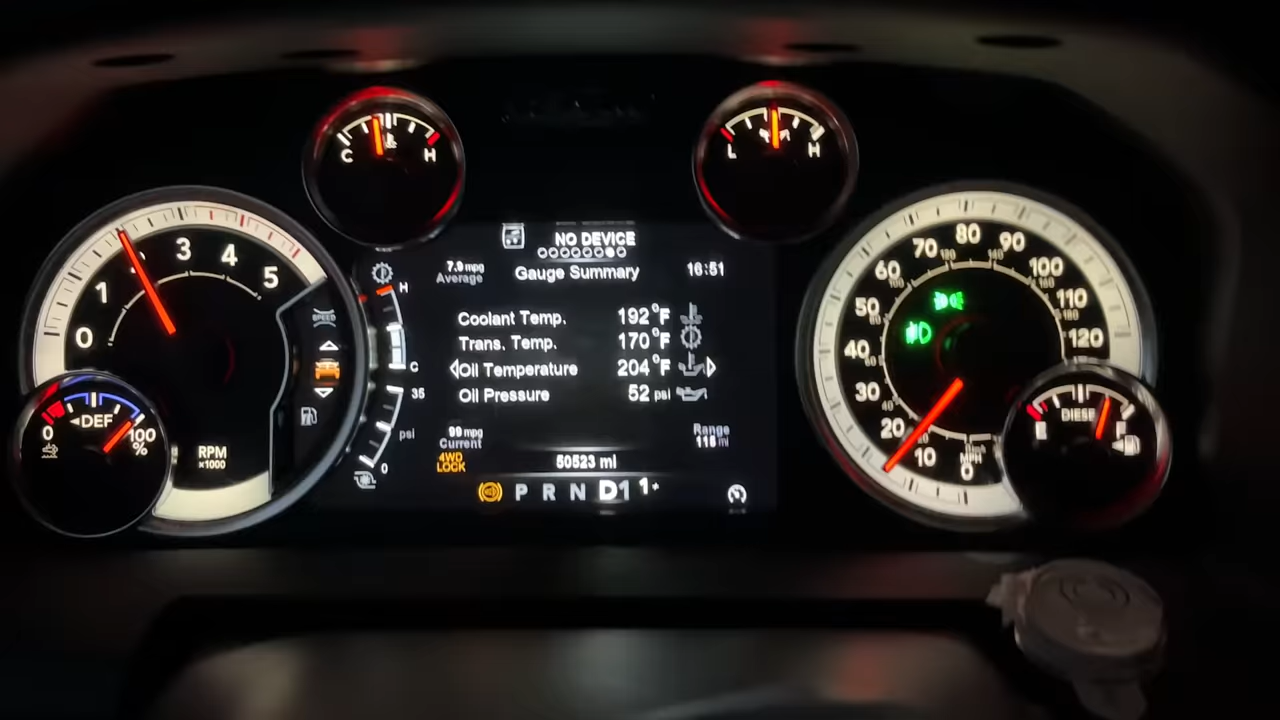 C H
L H
NO DEVICE
7.9 mpg
Average
Gauge Summary
16:51
Coolant Temp. 192°F
Trans. Temp. 170°F
Oil Temperature 204°F
Oil Pressure 52 psi
99 mpg
Current
Range
118 mi
4WD
LOCK
50523 mi
P R N D1 1+
0 1 3 4 5
RPM
x1000
SPEED
H
C
35
psi
0
0 DEF 100
%
0 10 20 30 40 50 60 70 80 90 100 110 120
MPH
DIESEL
E